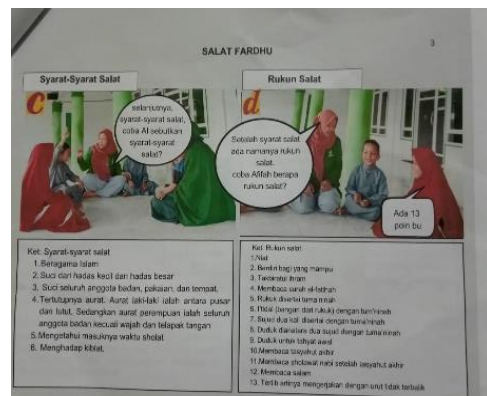 3
SALAT FARDHU
Syarat-Syarat Salat
C
selanjutnya,
syarat-syarat salat,
coba Al sebutkan
syarat-syarat
salat?
Ket: Syarat-syarat salat
1. Beragama Islam
2. Suci dari hadas kecil dan hadas besar
3. Suci seluruh anggota badan, pakaian, dan tempat.
4. Tertutupnya aurat. Aurat laki-laki ialah antara pusar
dan lutut. Sedangkan aurat perempuan ialah seluruh
anggota badan kecuali wajah dan telapak tangan
5. Mengetahui masuknya waktu sholat
6. Menghadap kiblat.
Rukun Salat
d
Setelah syarat salat
ada namanya rukun
salat.
coba Afifah berapa
rukun salat?
Ada 13
poin bu
Ket: Rukun salat
1. Niat
2. Berdiri bagi yang mampu
3. Takbiratul ihram
4. Membaca surah al-fatihah
5. Rukuk disertai tuma'ninah
6. I'tidal (bangun dari rukuk) dengan tum'ninah
7. Sujud dua kali disertai dengan tuma'ninah
8. Duduk diantara dua sujud dengan tuma'ninah
9. Duduk untuk tahyat awal
10. Membaca tasyahut akhir
11. Membaca sholawat nabi setelah tasyahut akhir
12. Membaca salam
13. Tertib artinya mengerjakan dengan urut tidak terbalik